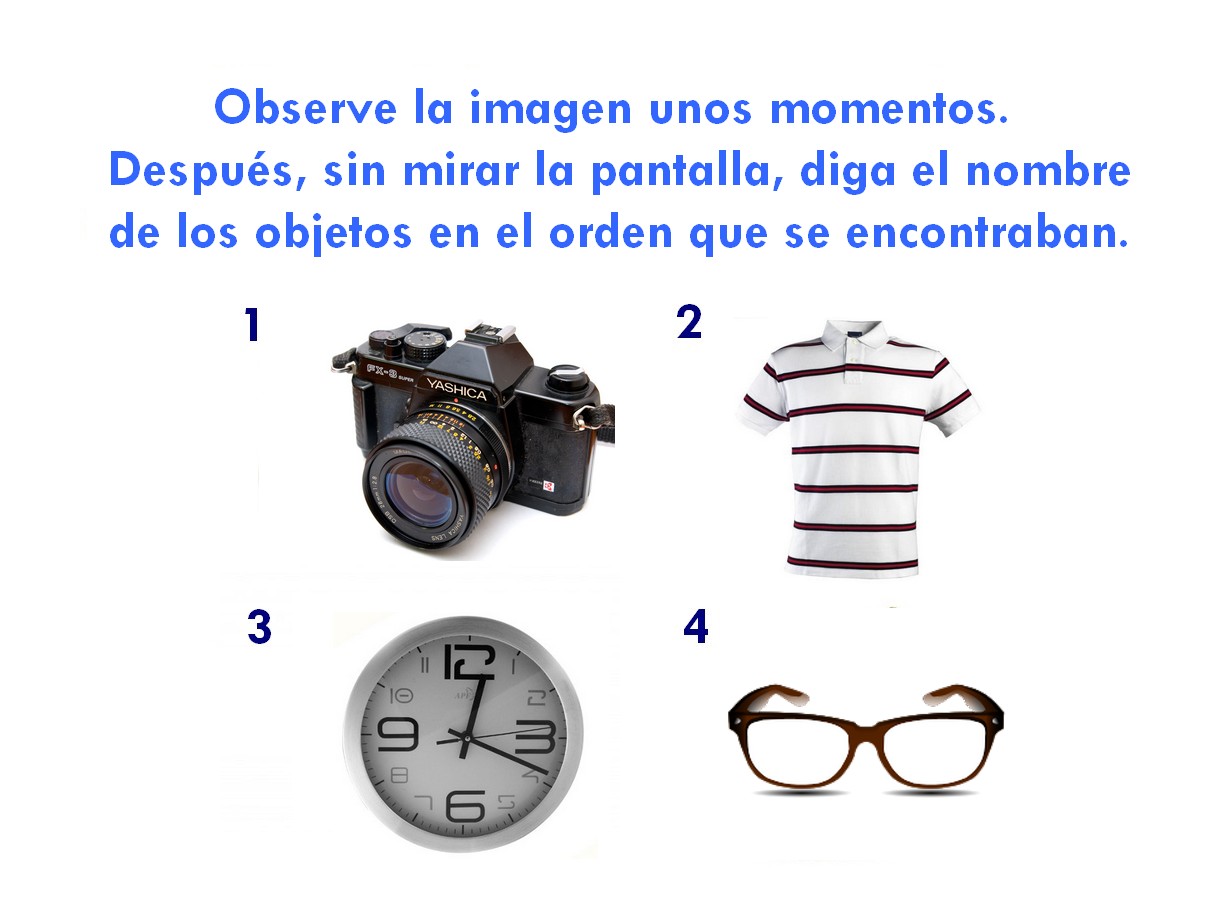 Observe la imagen unos momentos.
Después, sin mirar la pantalla, diga el nombre
de los objetos en el orden que se encontraban.
1
2
FX-3 SUPER
YASHICA
YASHICA LENS
3
12
11
1
10
2
9
3
8
4
7
5
6
4